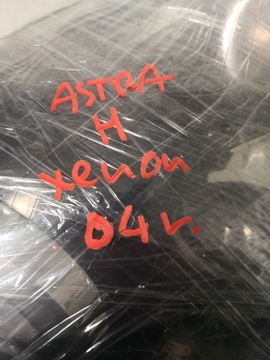 ASTRA
H
xenon
04 r.